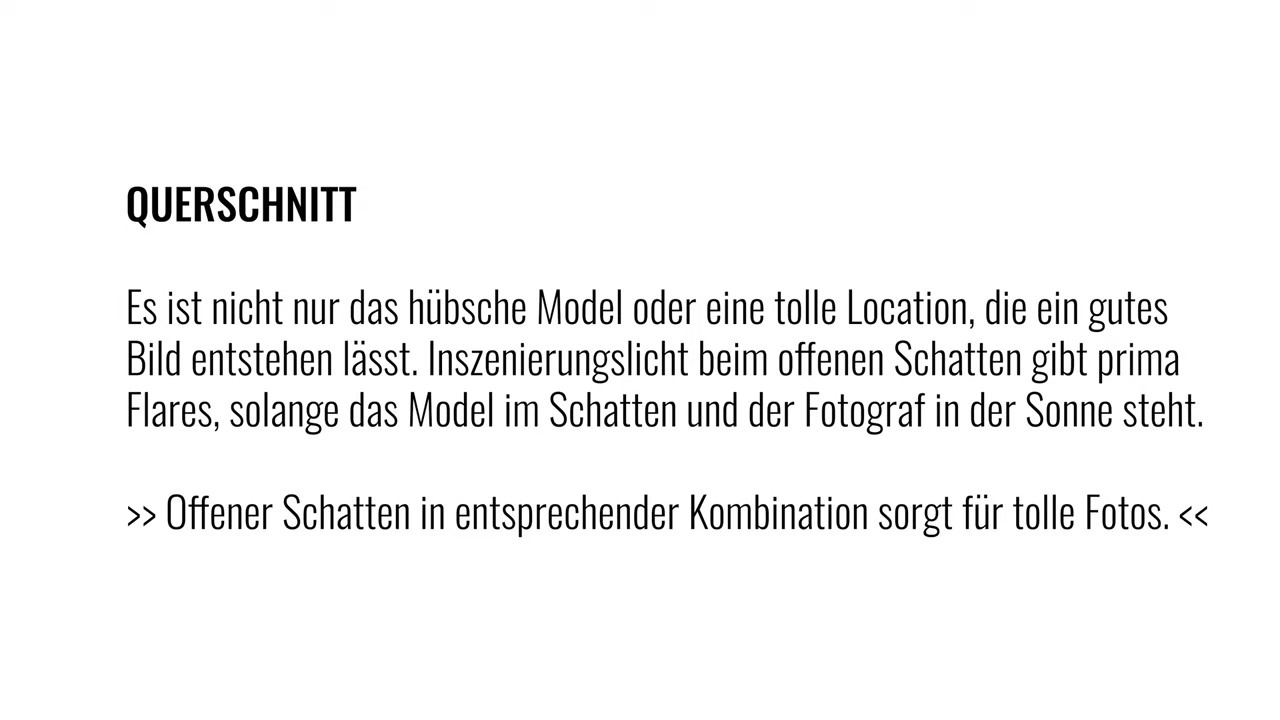 QUERSCHNITT
Es ist nicht nur das hübsche Model oder eine tolle Location, die ein gutes
Bild entstehen lässt. Inszenierungslicht beim offenen Schatten gibt prima
Flares, solange das Model im Schatten und der Fotograf in der Sonne steht.
>> Offener Schatten in entsprechender Kombination sorgt für tolle Fotos. <<